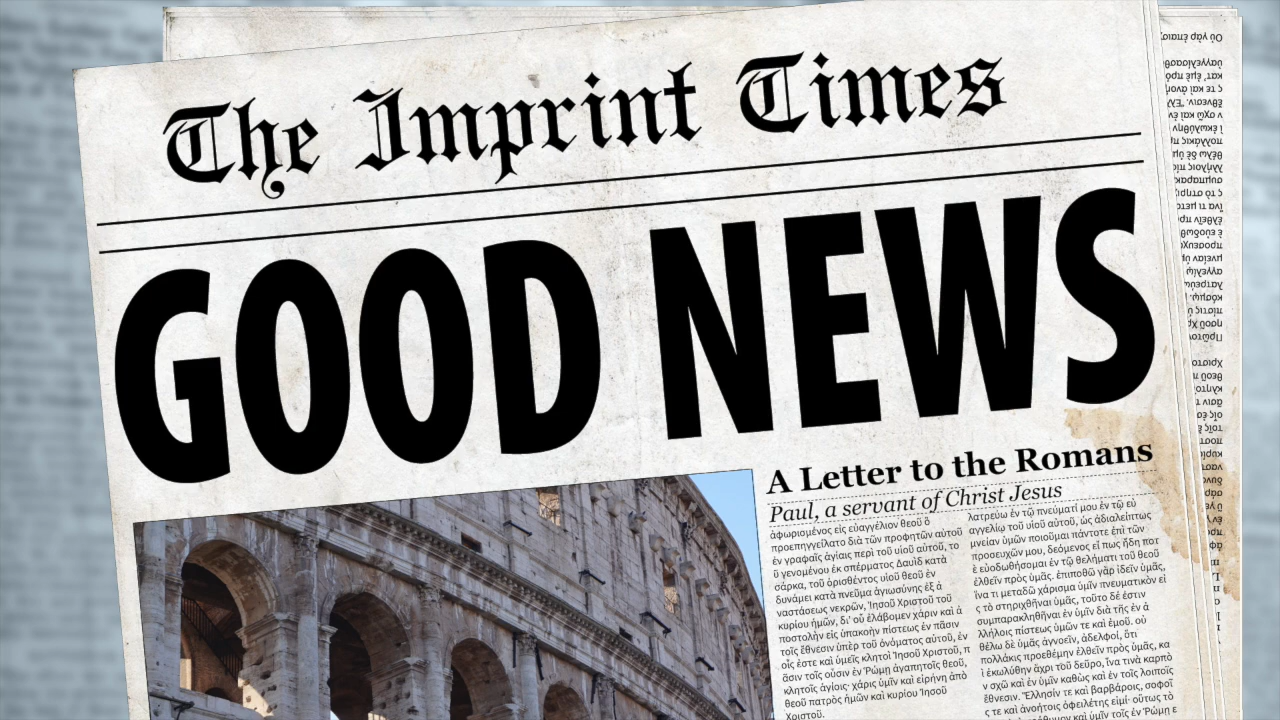 The Imprint Times
GOOD NEWS
A Letter to the Romans
Paul, a servant of Christ Jesus
ἀφωρισμένος εἰς εὐαγγέλιον θεοῦ ὃ
προεπηγγείλατο διὰ τῶν προφητῶν αὐτοῦ
ἐν γραφαῖς ἁγίαις περὶ τοῦ υἱοῦ αὐτοῦ, το
ῦ γενομένου ἐκ σπέρματος Δαυὶδ κατὰ
σάρκα, τοῦ ὁρισθέντος υἱοῦ θεοῦ ἐν
δυνάμει κατὰ πνεῦμα ἁγιωσύνης ἐξ ἀ
ναστάσεως νεκρῶν, Ἰησοῦ Χριστοῦ τοῦ
κυρίου ἡμῶν, δι’ οὗ ἐλάβομεν χάριν καὶ ἀ
ποστολὴν εἰς ὑπακοὴν πίστεως ἐν πᾶσιν
τοῖς ἔθνεσιν ὑπὲρ τοῦ ὀνόματος αὐτοῦ, ἐν
οἷς ἐστε καὶ ὑμεῖς κλητοὶ Ἰησοῦ Χριστοῦ, π
ᾶσιν τοῖς οὖσιν ἐν Ῥώμῃ ἀγαπητοῖς θεοῦ,
κλητοῖς ἁγίοις· χάρις ὑμῖν καὶ εἰρήνη ἀπὸ
θεοῦ πατρὸς ἡμῶν καὶ κυρίου Ἰησοῦ
Χριστοῦ.
λατρεύω ἐν τῷ πνεύματί μου ἐν τῷ εὐ
αγγελίῳ τοῦ υἱοῦ αὐτοῦ, ὡς ἀδιαλείπτως
μνείαν ὑμῶν ποιοῦμαι πάντοτε ἐπὶ τῶν
προσευχῶν μου, δεόμενος εἴ πως ἤδη ποτ
ὲ εὐοδωθήσομαι ἐν τῷ θελήματι τοῦ θεοῦ
ἐλθεῖν πρὸς ὑμᾶς. ἐπιποθῶ γὰρ ἰδεῖν ὑμᾶς,
ἵνα τι μεταδῶ χάρισμα ὑμῖν πνευματικὸν εἰ
ς τὸ στηριχθῆναι ὑμᾶς, τοῦτο δέ ἐστιν
συμπαρακληθῆναι ἐν ὑμῖν διὰ τῆς ἐν ἀ
λλήλοις πίστεως ὑμῶν τε καὶ ἐμοῦ. οὐ
θέλω δὲ ὑμᾶς ἀγνοεῖν, ἀδελφοί, ὅτι
πολλάκις προεθέμην ἐλθεῖν πρὸς ὑμᾶς, κα
ὶ ἐκωλύθην ἄχρι τοῦ δεῦρο, ἵνα τινὰ καρπὸ
ν σχῶ καὶ ἐν ὑμῖν καθὼς καὶ ἐν τοῖς λοιποῖς
ἔθνεσιν. Ἕλλησίν τε καὶ βαρβάροις, σοφοῖ
ς τε καὶ ἀνοήτοις ὀφειλέτης εἰμί· οὕτως τὸ